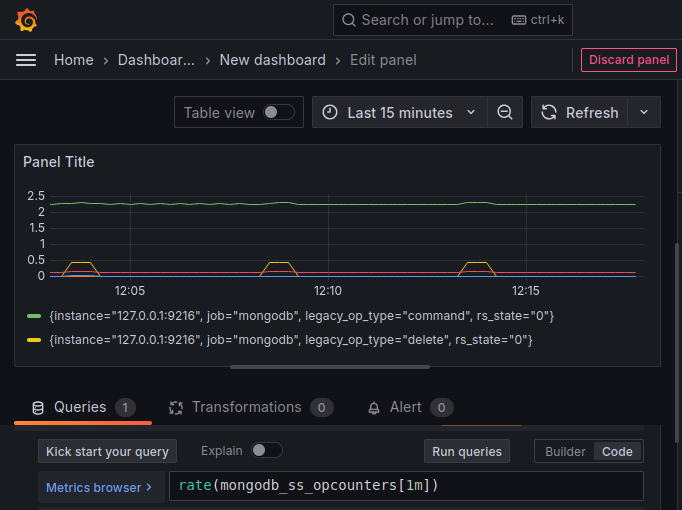 Search or jump to... ctrl+k
Home › Dashboar... › New dashboard › Edit panel Discard panel
Table view Last 15 minutes Refresh
Panel Title
2.5
2
1.5
1
0.5
0
12:05 12:10 12:15
{instance="127.0.0.1:9216", job="mongodb", legacy_op_type="command", rs_state="0"}
{instance="127.0.0.1:9216", job="mongodb", legacy_op_type="delete", rs_state="0"}
Queries 1 Transformations 0 Alert 0
Kick start your query Explain Run queries Builder Code
Metrics browser › rate(mongodb_ss_opcounters[1m])